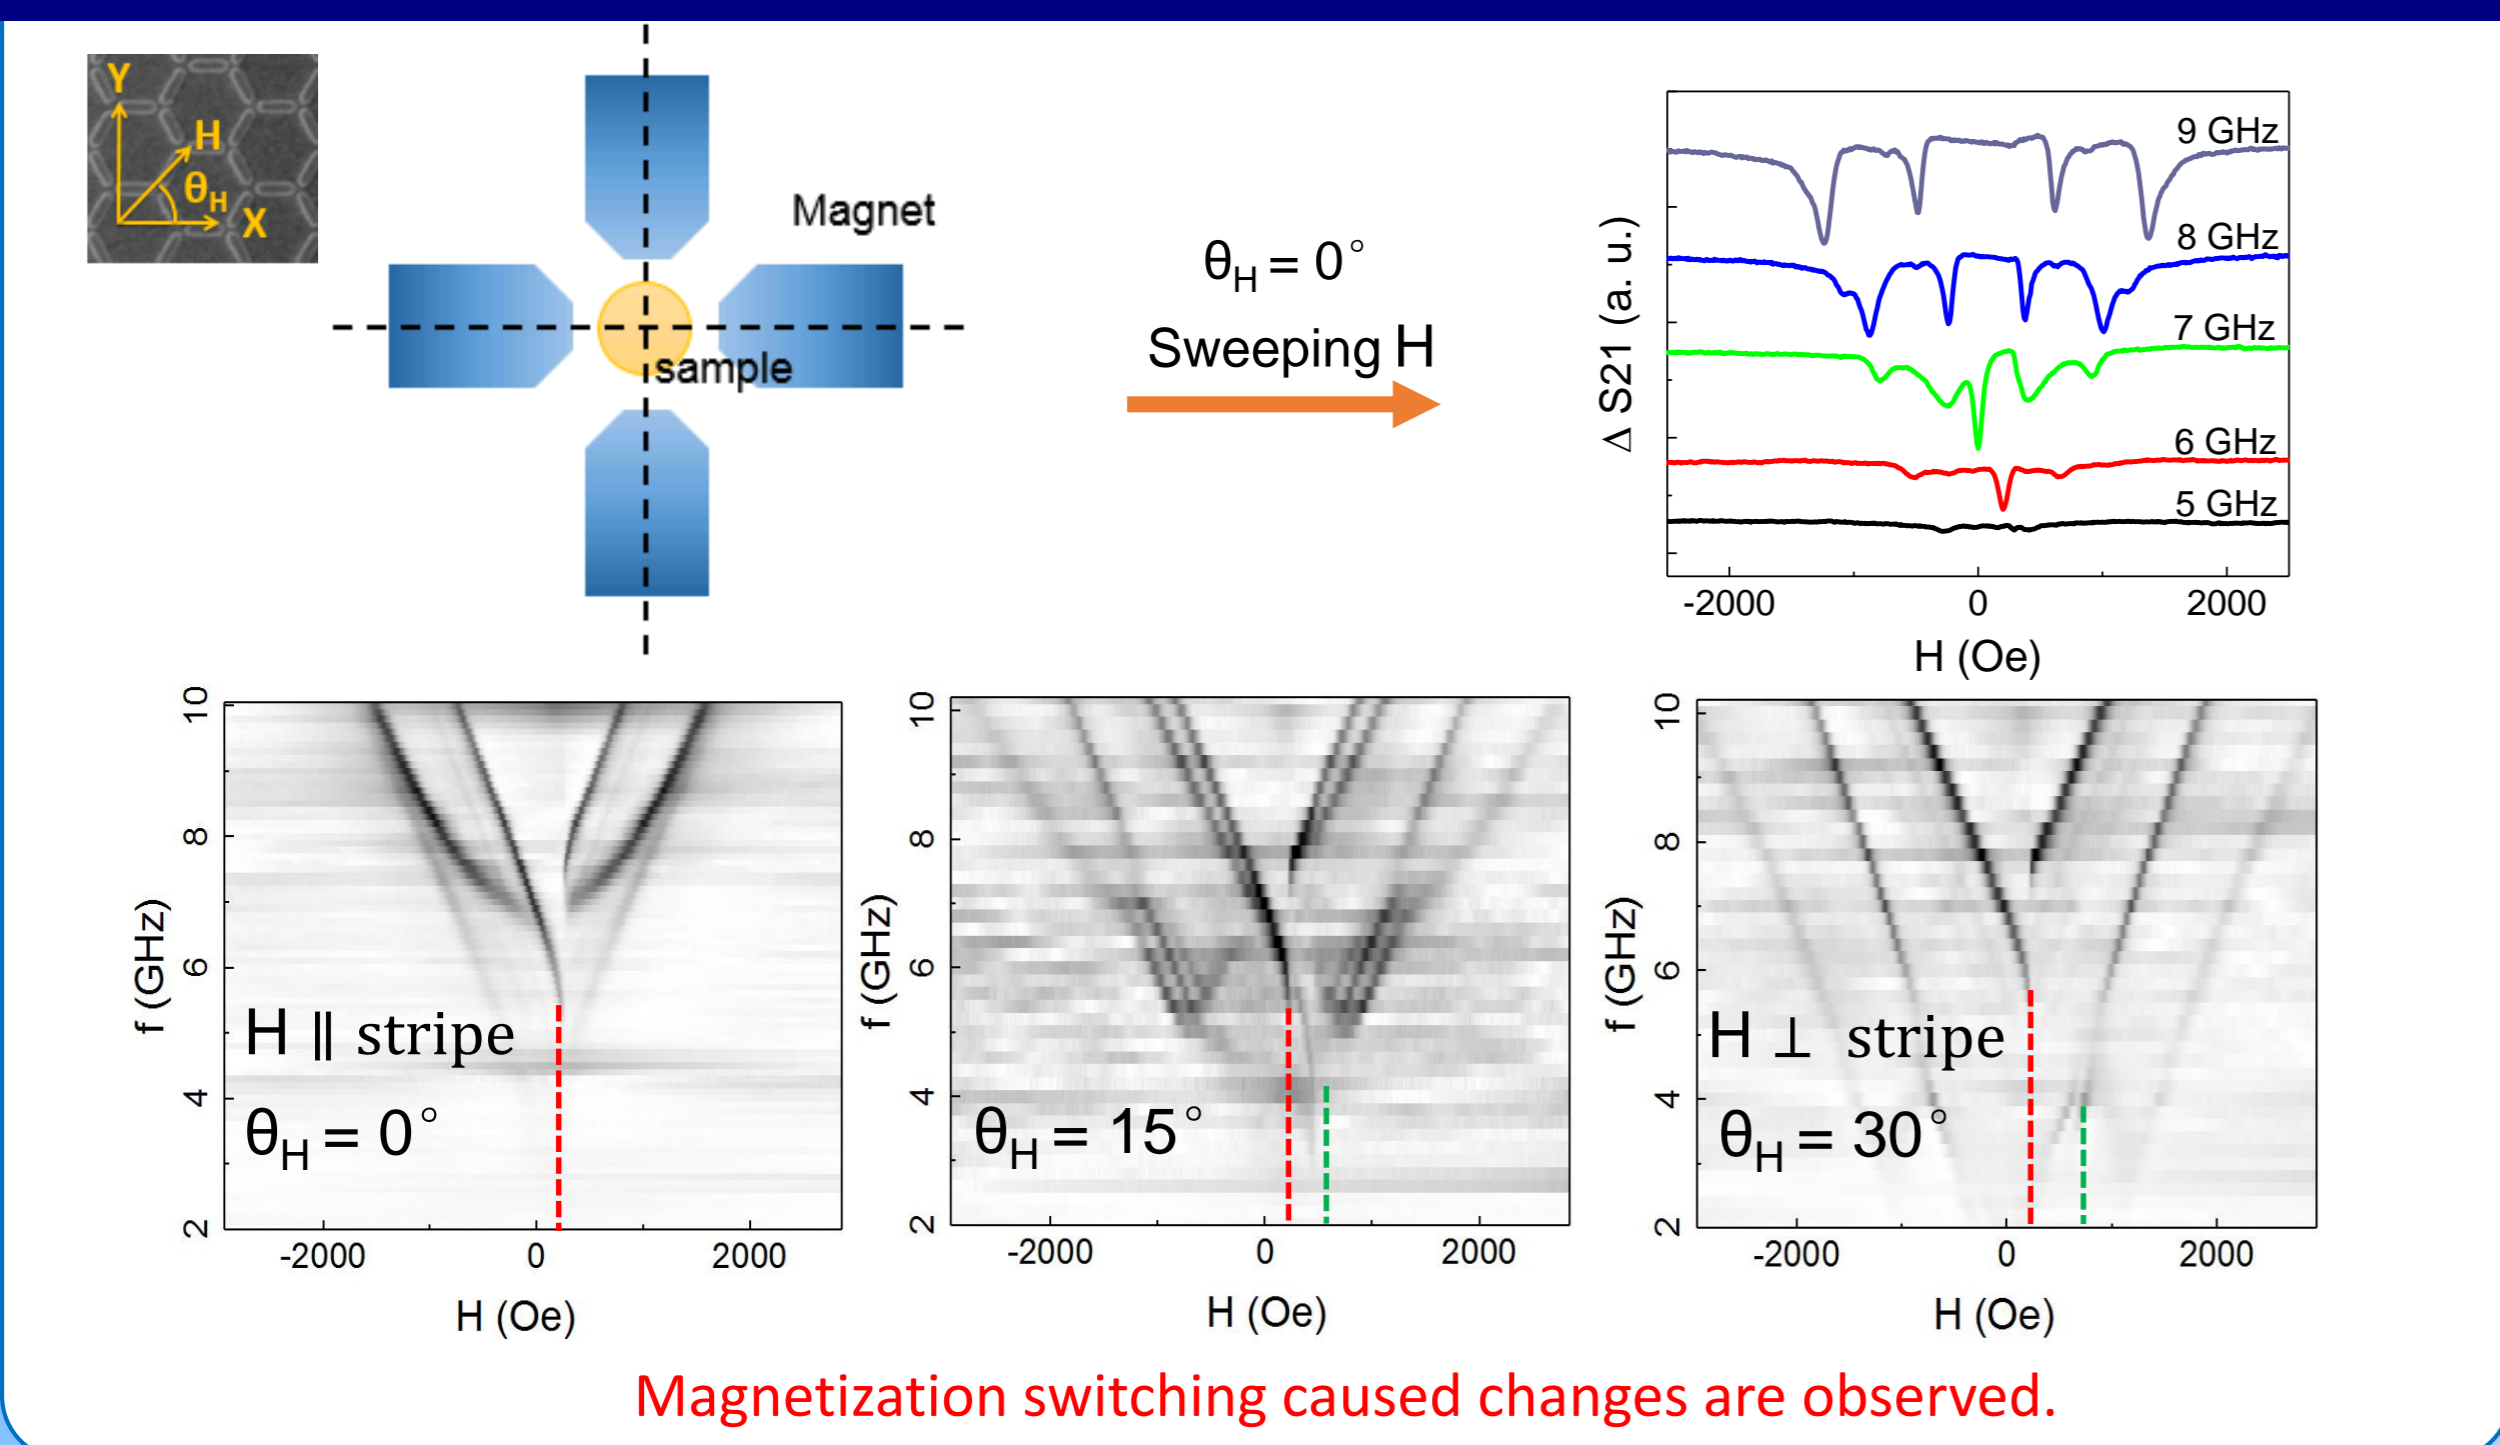 Y
H
θH
X
Magnet
sample
θH = 0°
Sweeping H
Δ S21 (a. u.)
9 GHz
8 GHz
7 GHz
6 GHz
5 GHz
-2000 0 2000
H (Oe)
f (GHz)
10
8
6
4
2
H ∥ stripe
θH = 0°
-2000 0 2000
H (Oe)
f (GHz)
10
8
6
4
2
θH = 15°
-2000 0 2000
H (Oe)
f (GHz)
10
8
6
4
2
H ⊥ stripe
θH = 30°
-2000 0 2000
H (Oe)
Magnetization switching caused changes are observed.